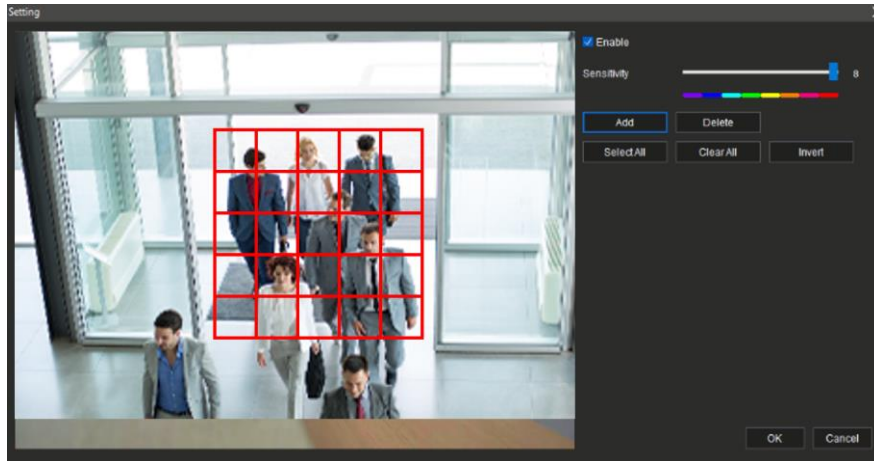 Setting
Enable
Sensitivity 8
Add Delete
Select All Clear All Invert
OK Cancel